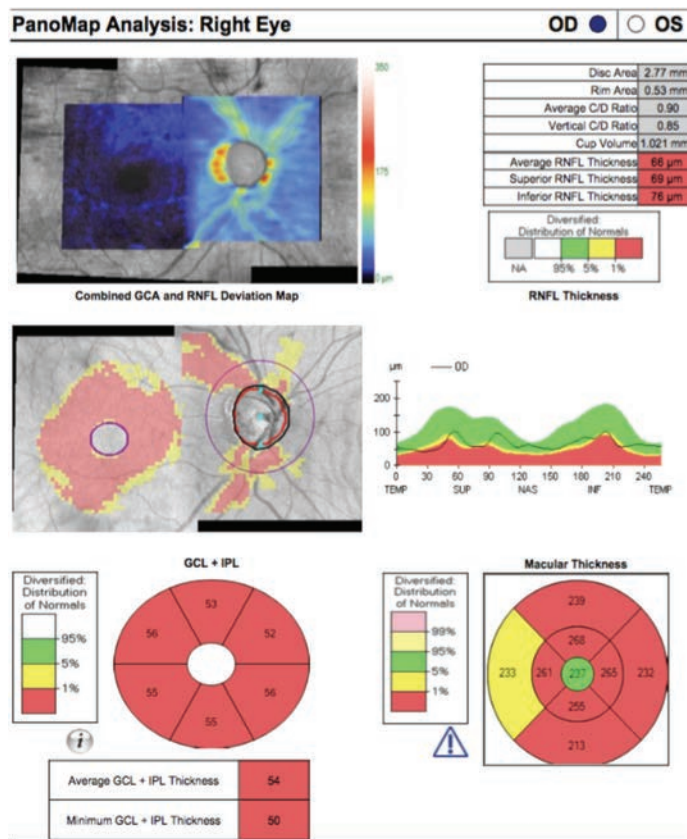 PanoMap Analysis: Right Eye OD OS
350
175
0 µm
Combined GCA and RNFL Deviation Map
Disc Area 2.77 mm
Rim Area 0.53 mm
Average C/D Ratio 0.90
Vertical C/D Ratio 0.85
Cup Volume 1.021 mm
Average RNFL Thickness 66 µm
Superior RNFL Thickness 69 µm
Inferior RNFL Thickness 76 µm
Diversified:
Distribution of Normals
NA 95% 5% 1%
RNFL Thickness
µm OD
200
100
0
0 30 60 90 120 150 180 210 240
TEMP SUP NAS INF TEMP
GCL + IPL
Diversified:
Distribution
of Normals
95%
5%
1%
53
56 52
55 56
55
i
Average GCL + IPL Thickness 54
Minimum GCL + IPL Thickness 50
Macular Thickness
Diversified:
Distribution
of Normals
99%
95%
5%
1%
239
268
233 261 237 265 232
255
213